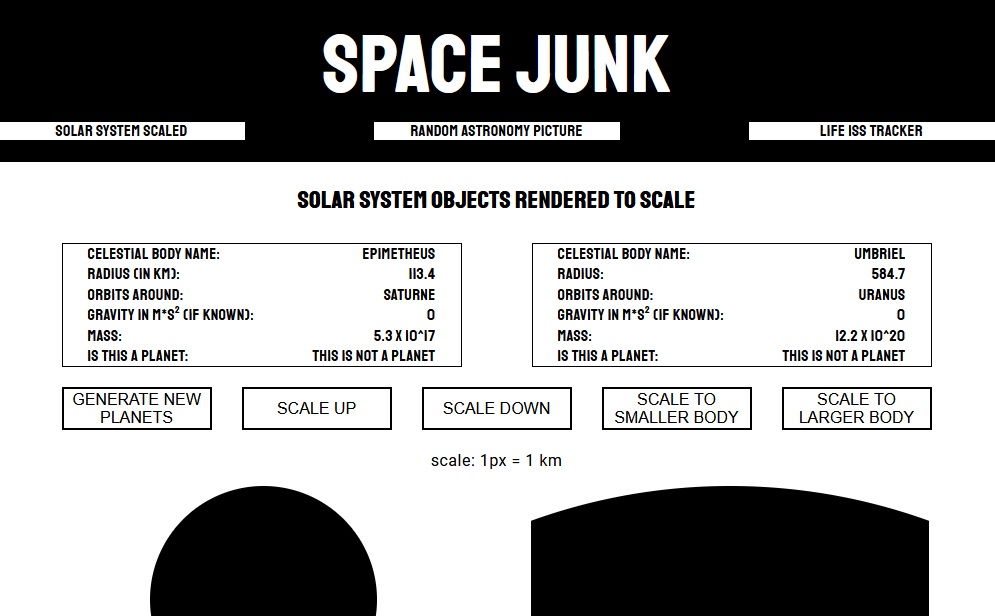 SPACE JUNK
SOLAR SYSTEM SCALED
RANDOM ASTRONOMY PICTURE
LIFE ISS TRACKER
SOLAR SYSTEM OBJECTS RENDERED TO SCALE
CELESTIAL BODY NAME: EPIMETHEUS
RADIUS (IN KM): 113.4
ORBITS AROUND: SATURNE
GRAVITY IN M*S² (IF KNOWN): 0
MASS: 5.3 X 10^17
IS THIS A PLANET: THIS IS NOT A PLANET
CELESTIAL BODY NAME: UMBRIEL
RADIUS: 584.7
ORBITS AROUND: URANUS
GRAVITY IN M*S² (IF KNOWN): 0
MASS: 12.2 X 10^20
IS THIS A PLANET: THIS IS NOT A PLANET
GENERATE NEW
PLANETS
SCALE UP
SCALE DOWN
SCALE TO
SMALLER BODY
SCALE TO
LARGER BODY
scale: 1px = 1 km